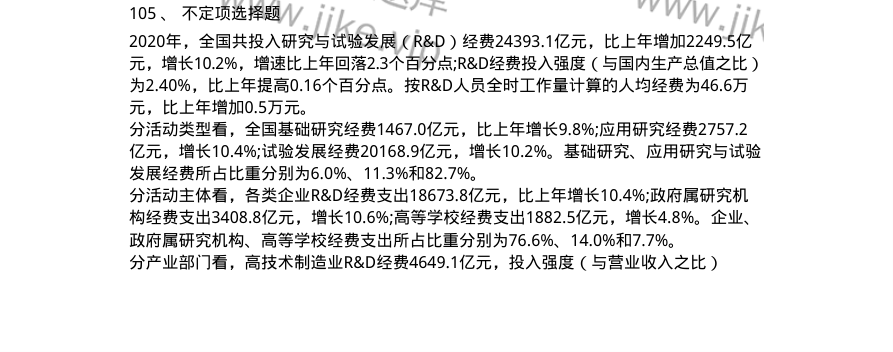 www.jike.vip
题库
www.jike
105 、 不定项选择题
2020年，全国共投入研究与试验发展（R&D）经费24393.1亿元，比上年增加2249.5亿
元，增长10.2%，增速比上年回落2.3个百分点;R&D经费投入强度（与国内生产总值之比）
为2.40%，比上年提高0.16个百分点。按R&D人员全时工作量计算的人均经费为46.6万
元，比上年增加0.5万元。
分活动类型看，全国基础研究经费1467.0亿元，比上年增长9.8%;应用研究经费2757.2
亿元，增长10.4%;试验发展经费20168.9亿元，增长10.2%。基础研究、应用研究与试验
发展经费所占比重分别为6.0%、11.3%和82.7%。
分活动主体看，各类企业R&D经费支出18673.8亿元，比上年增长10.4%;政府属研究机
构经费支出3408.8亿元，增长10.6%;高等学校经费支出1882.5亿元，增长4.8%。企业、
政府属研究机构、高等学校经费支出所占比重分别为76.6%、14.0%和7.7%。
分产业部门看，高技术制造业R&D经费4649.1亿元，投入强度（与营业收入之比）